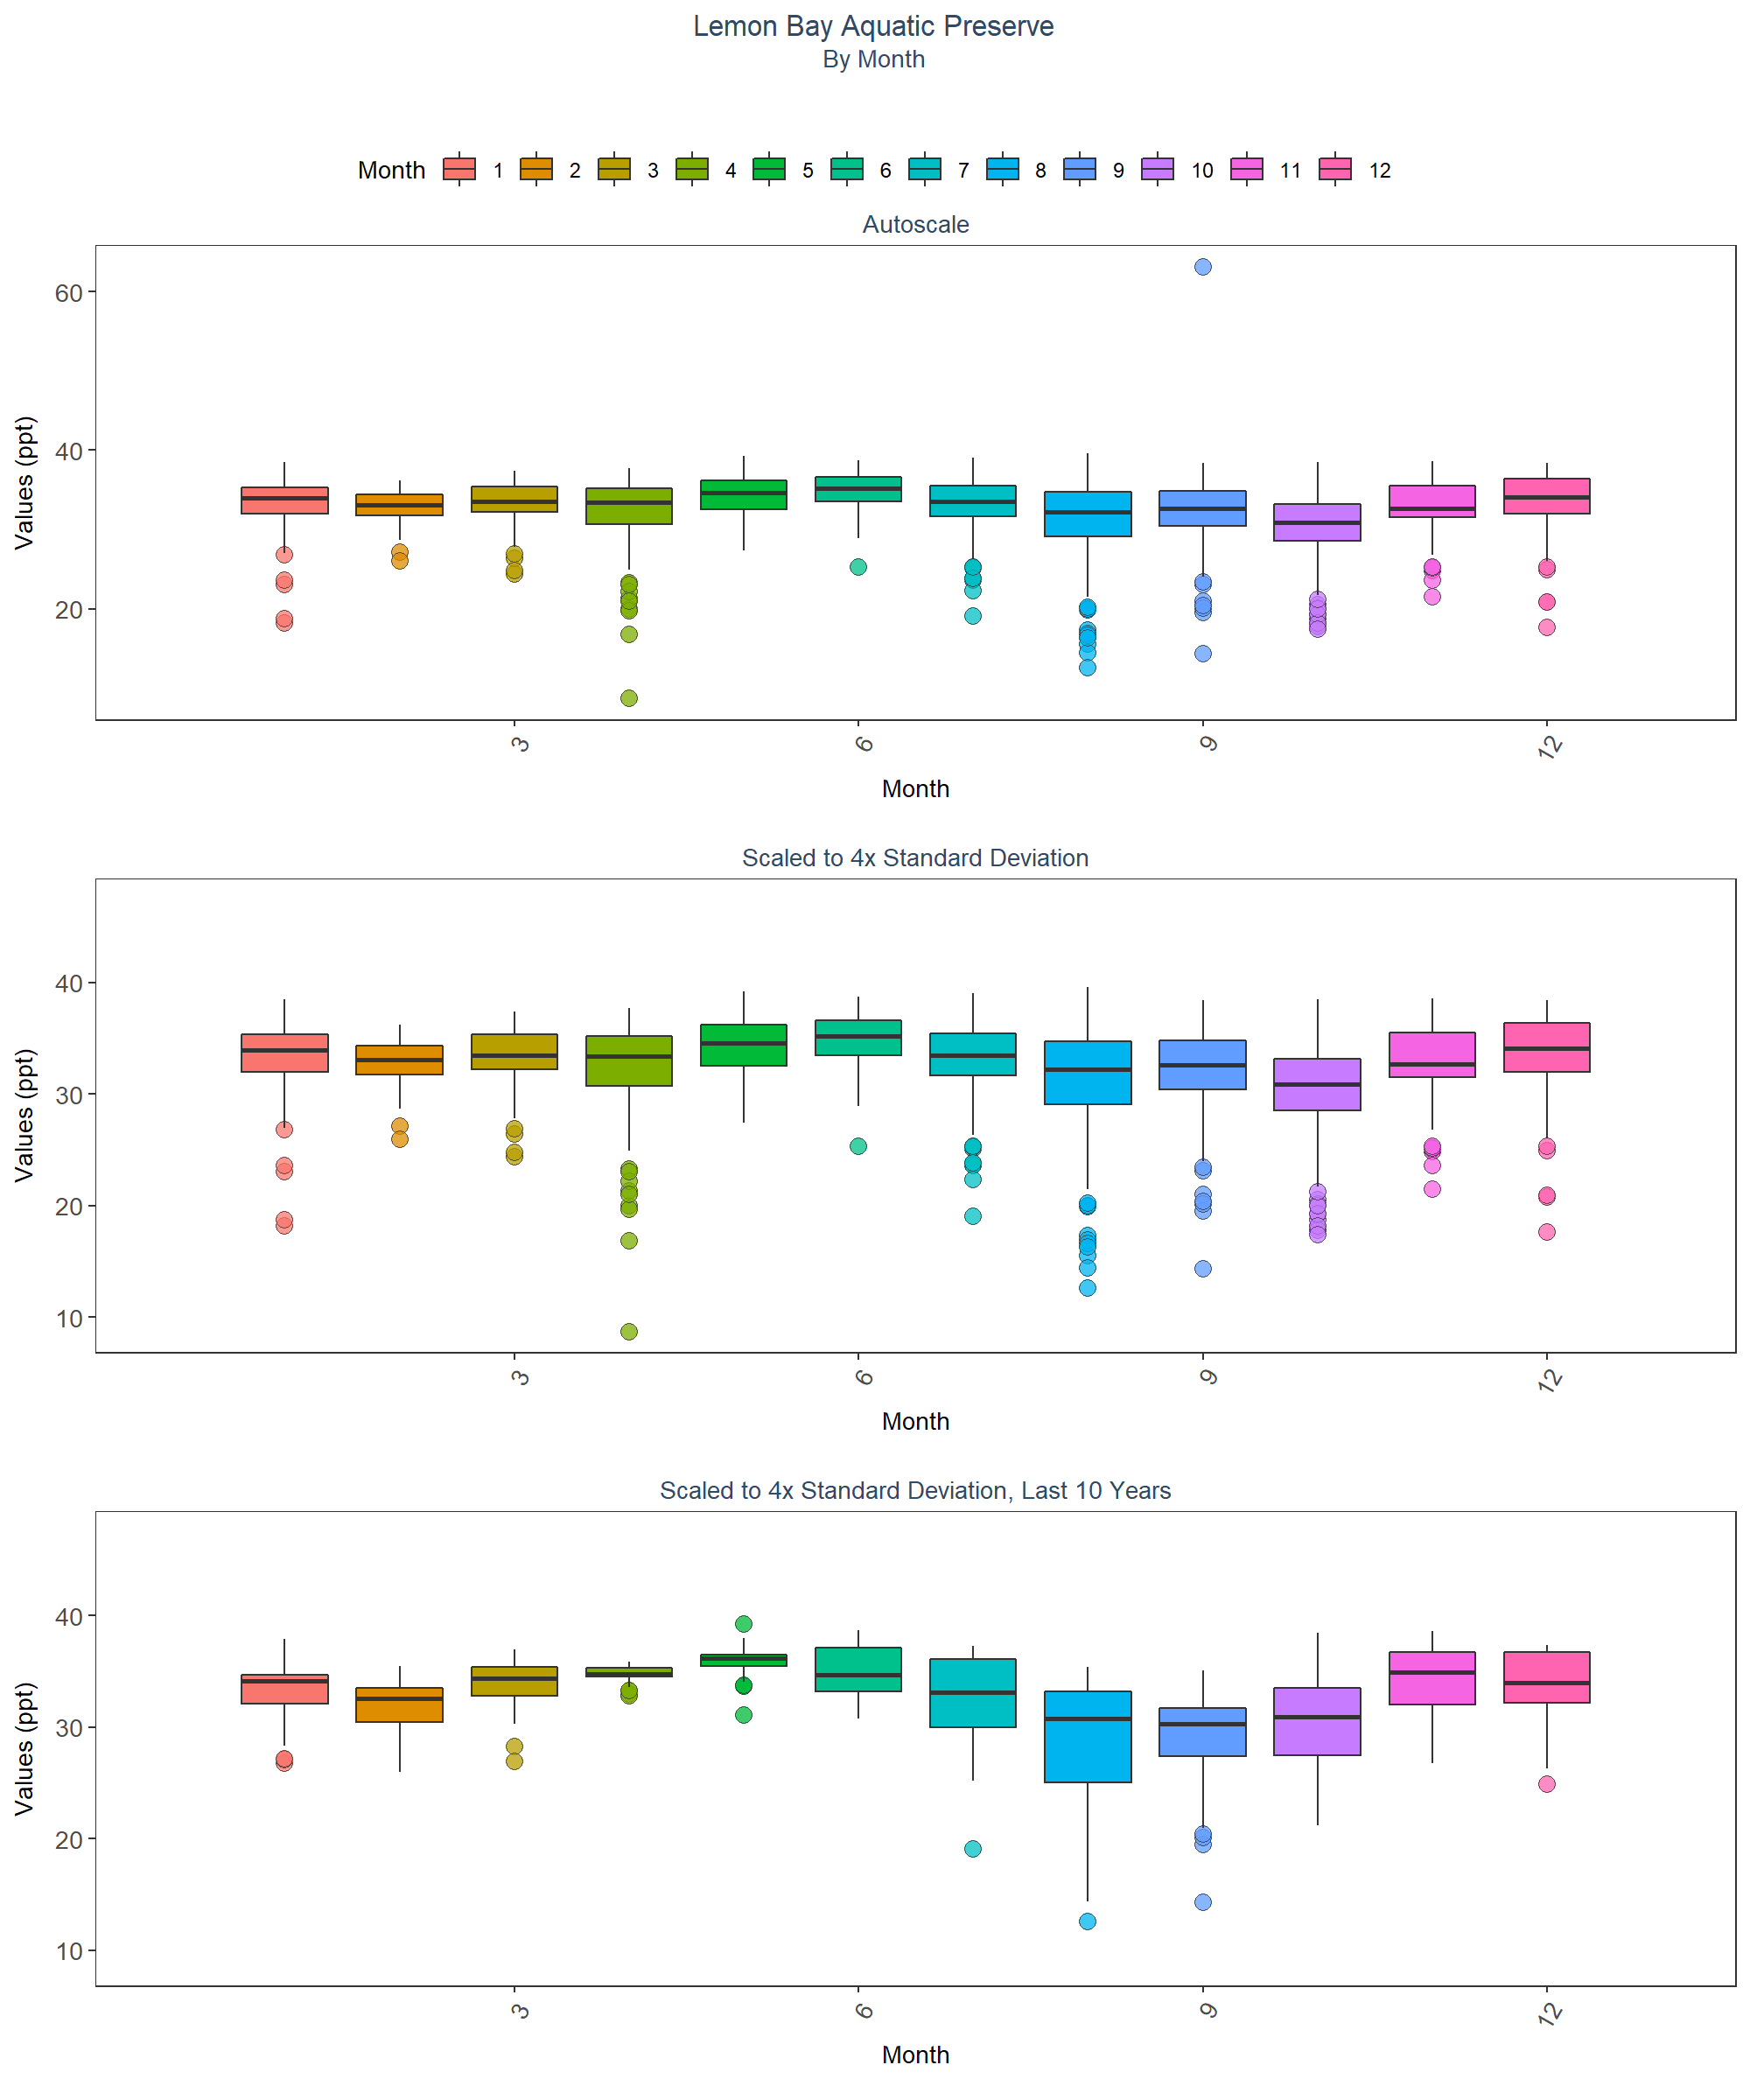 Lemon Bay Aquatic Preserve
By Month
Month 1 2 3 4 5 6 7 8 9 10 11 12
Autoscale
Values (ppt)
60
40
20
3 6 9 12
Month
Scaled to 4x Standard Deviation
Values (ppt)
40
30
20
10
3 6 9 12
Month
Scaled to 4x Standard Deviation, Last 10 Years
Values (ppt)
40
30
20
10
3 6 9 12
Month